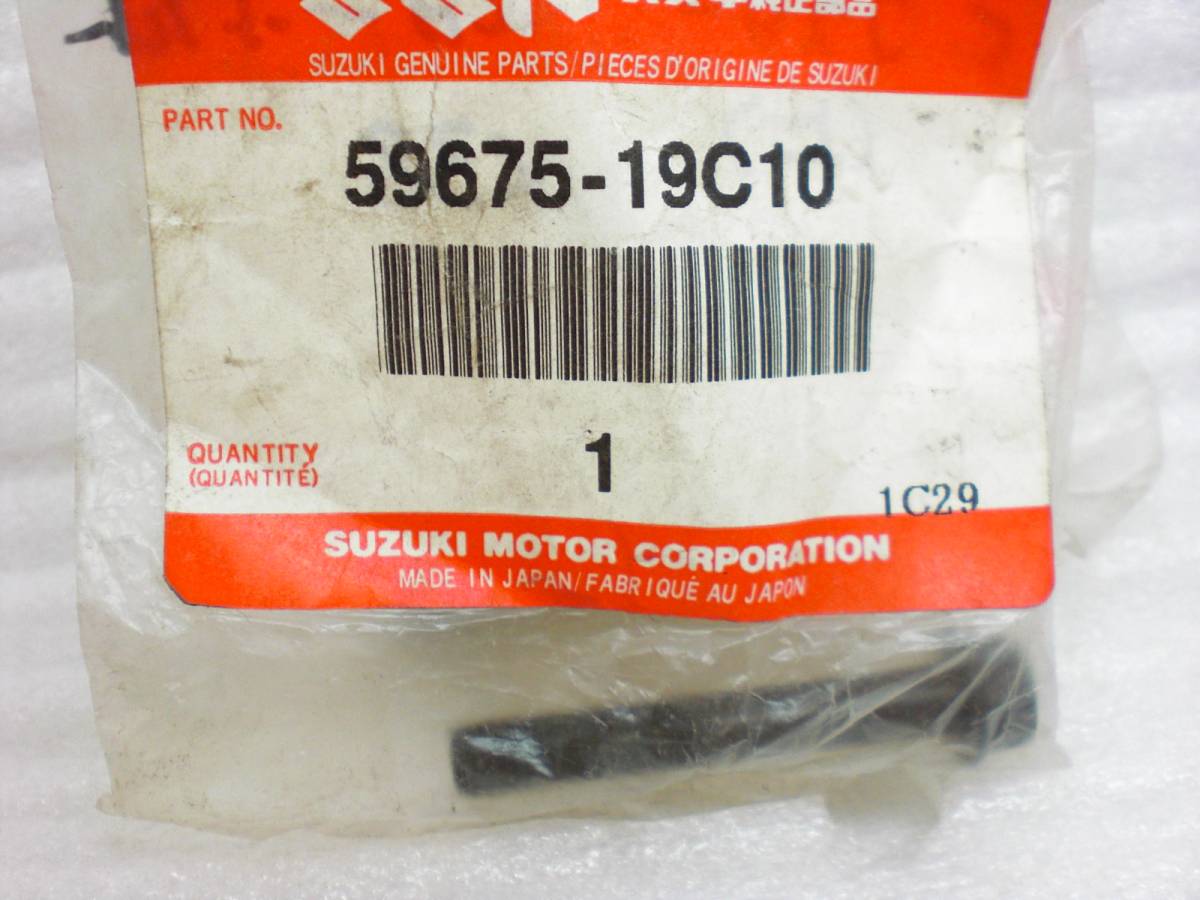 SUZUKI GENUINE PARTS/PIECES D'ORIGINE DE SUZUKI
PART NO.
59675-19C10
QUANTITY
(QUANTITÉ)
1
1C29
SUZUKI MOTOR CORPORATION
MADE IN JAPAN/FABRIQUÉ AU JAPON